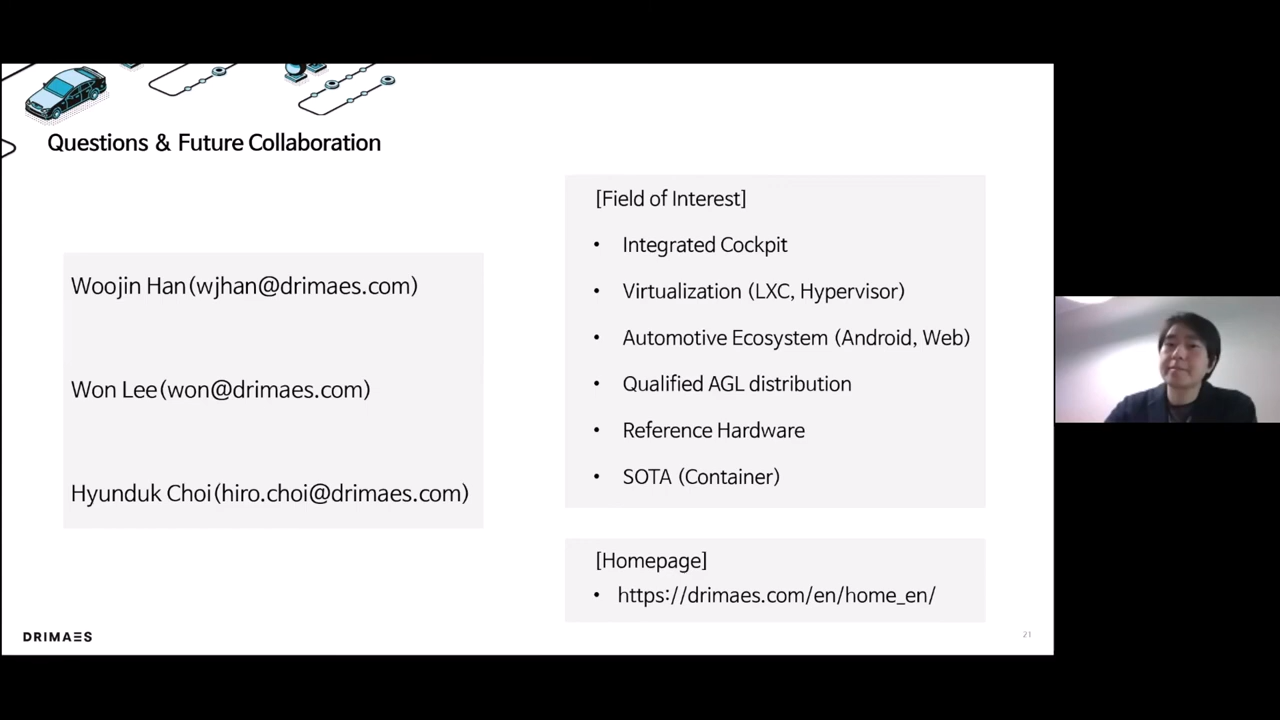 Questions & Future Collaboration
Woojin Han(wjhan@drimaes.com)
Won Lee(won@drimaes.com)
Hyunduk Choi(hiro.choi@drimaes.com)
[Field of Interest]
• Integrated Cockpit
• Virtualization (LXC, Hypervisor)
• Automotive Ecosystem (Android, Web)
• Qualified AGL distribution
• Reference Hardware
• SOTA (Container)
[Homepage]
• https://drimaes.com/en/home_en/
DRIMAES
21